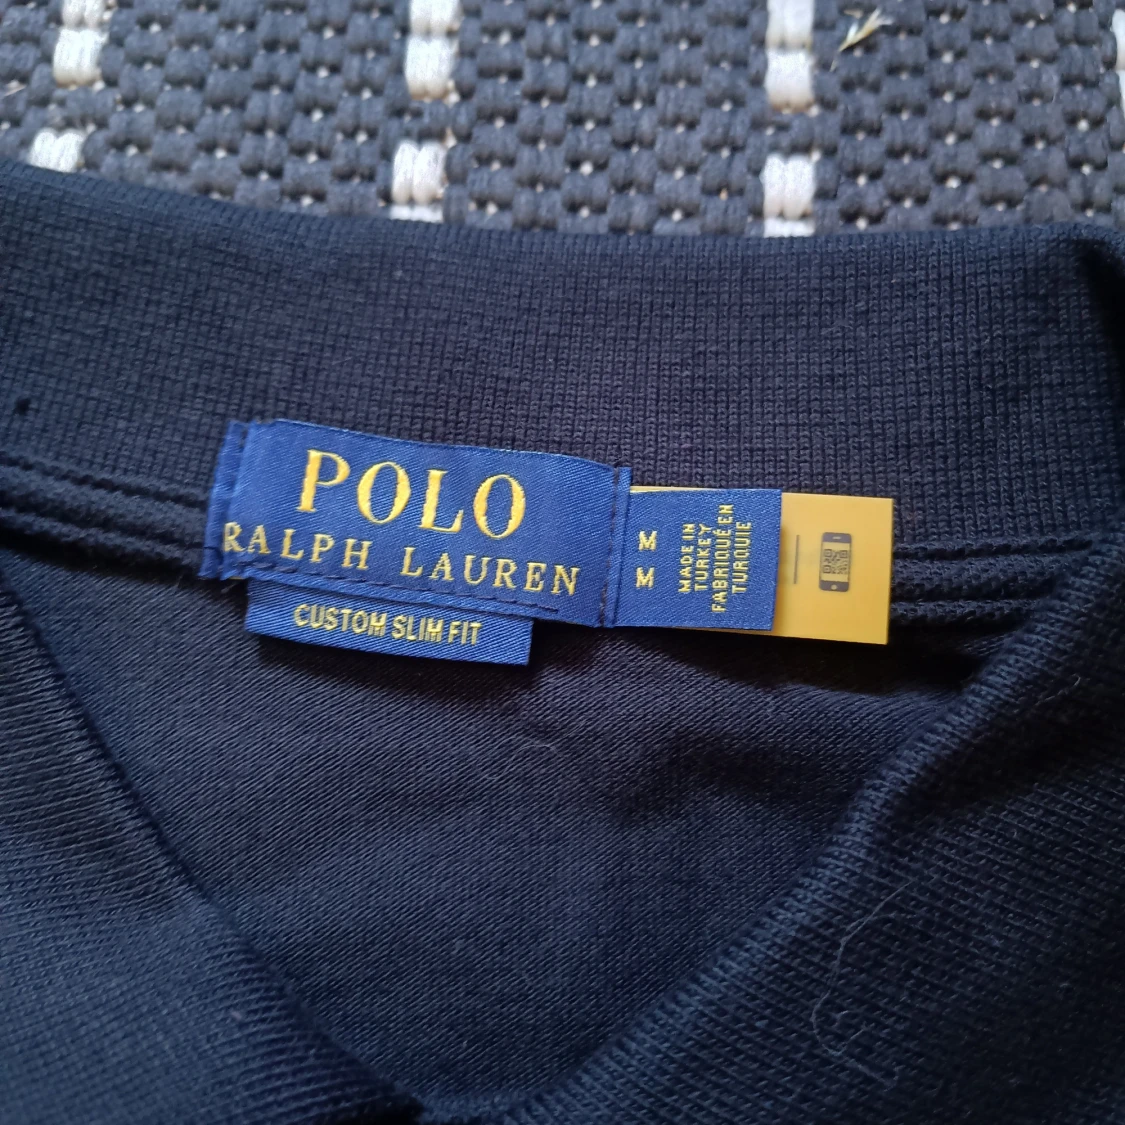 POLO
RALPH LAUREN
CUSTOM SLIM FIT
M
M
MADE IN
TURKEY
FABRIQUÉ EN
TURQUIE